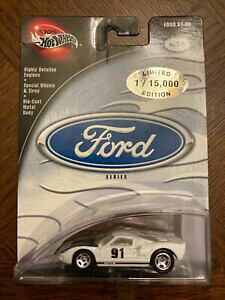 100%
Hot Wheels
FORD GT-40
Highly Detailed
Engines
•
Special Wheels
& Tires
•
Die-Cast
Metal
Body
LIMITED
1 / 15,000
EDITION
Ford
SERIES
91